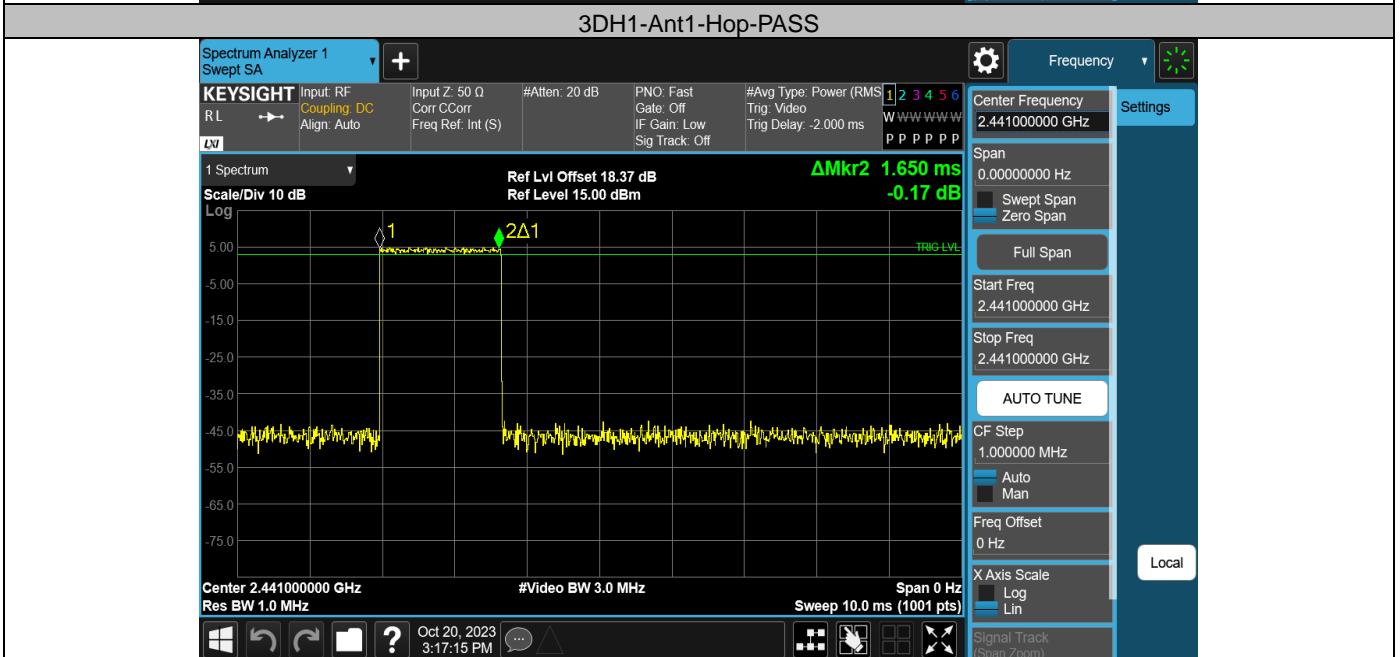 3DH1-Ant1-Hop-PASS
Spectrum Analyzer 1
Swept SA
+
Frequency
KEYSIGHT
Input: RF
Input Z: 50 Ω
#Atten: 20 dB
PNO: Fast
#Avg Type: Power (RMS
1 2 3 4 5 6
RL
Coupling: DC
Corr CCorr
Gate: Off
Trig: Video
W W W W W W
Align: Auto
Freq Ref: Int (S)
IF Gain: Low
Trig Delay: -2.000 ms
Sig Track: Off
P P P P P P
LXI
1 Spectrum
Ref Lvl Offset 18.37 dB
ΔMkr2 1.650 ms
Scale/Div 10 dB
Ref Level 15.00 dBm
-0.17 dB
Log
1
2Δ1
5.00
TRIG LVL
-5.00
-15.0
-25.0
-35.0
-45.0
-55.0
-65.0
-75.0
Center 2.441000000 GHz
#Video BW 3.0 MHz
Span 0 Hz
Res BW 1.0 MHz
Sweep 10.0 ms (1001 pts)
?
Oct 20, 2023
3:17:15 PM
Center Frequency
2.441000000 GHz
Settings
Span
0.00000000 Hz
Swept Span
Zero Span
Full Span
Start Freq
2.441000000 GHz
Stop Freq
2.441000000 GHz
AUTO TUNE
CF Step
1.000000 MHz
Auto
Man
Freq Offset
0 Hz
Local
X Axis Scale
Log
Lin
Signal Track
(Span Zoom)